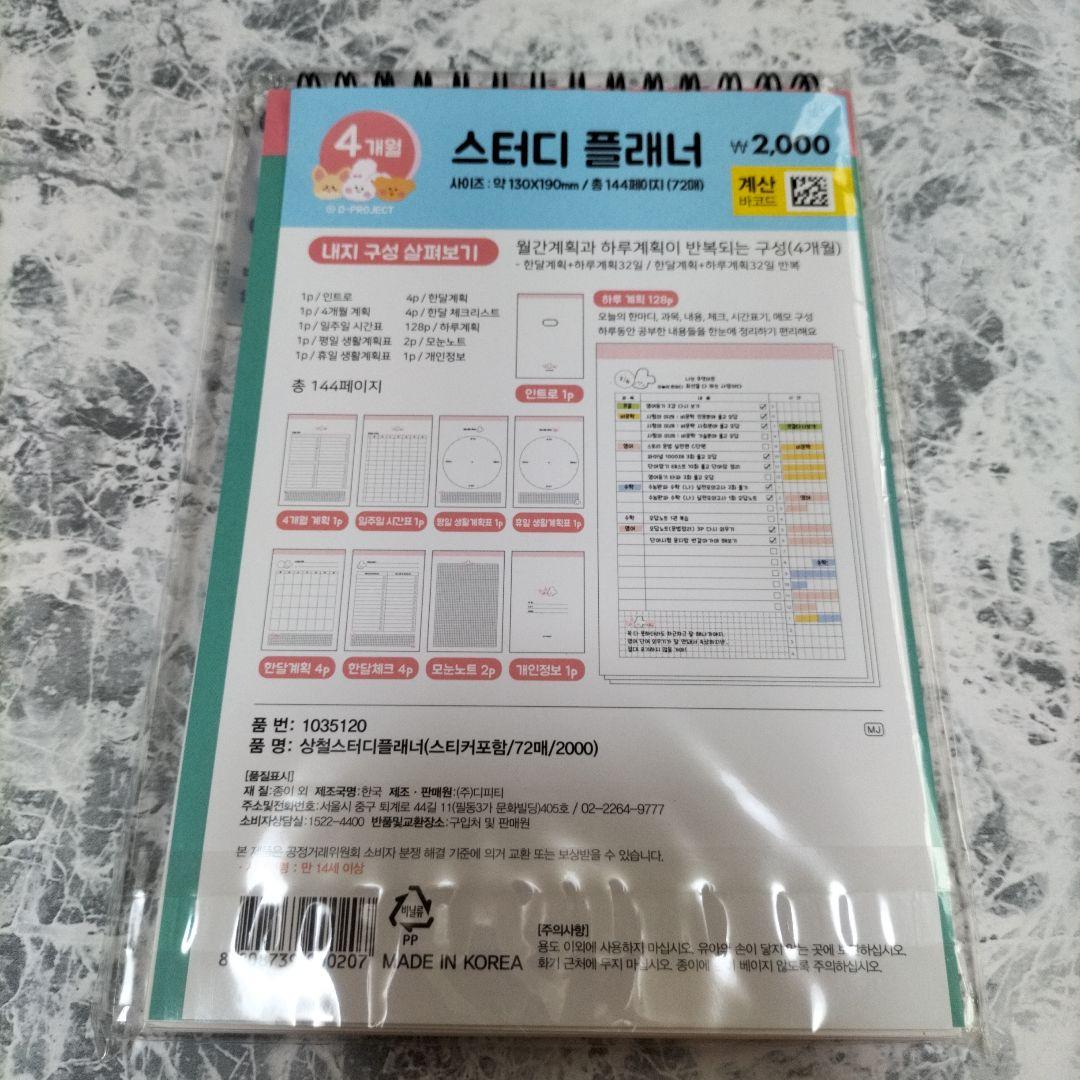 4개월
© D-PROJECT
스터디 플래너
₩2,000
사이즈 : 약 130X190mm / 총 144페이지 (72매)
계산
바코드
내지 구성 살펴보기
월간계획과 하루계획이 반복되는 구성(4개월)
- 한달계획+하루계획32일 / 한달계획+하루계획32일 반복
1p / 인트로
1p / 4개월 계획
1p / 일주일 시간표
1p / 평일 생활계획표
1p / 휴일 생활계획표
4p / 한달계획
4p / 한달 체크리스트
128p / 하루계획
2p / 모눈노트
1p / 개인정보
총 144페이지
인트로 1p
하루 계획 128p
오늘의 한마디, 과목, 내용, 체크, 시간표기, 메모 구성
하루동안 공부한 내용들을 한눈에 정리하기 편리해요
4개월 계획 1p
일주일 시간표 1p
평일 생활계획표 1p
휴일 생활계획표 1p
한달계획 4p
한달체크 4p
모눈노트 2p
개인정보 1p
품 번: 1035120
MJ
품 명: 상철스터디플래너(스티커포함/72매/2000)
[품질표시]
재 질:종이 외 제조국명:한국 제조 · 판매원:(주)디피티
주소및전화번호:서울시 중구 퇴계로 44길 11(필동3가 문화빌딩)405호 / 02-2264-9777
소비자상담실:1522-4400 반품및교환장소:구입처 및 판매원
본 제품은 공정거래위원회 소비자 분쟁 해결 기준에 의거 교환 또는 보상받을 수 있습니다.
만 14세 이상
비닐류
PP
MADE IN KOREA
[주의사항]
용도 이외에 사용하지 마십시오. 유아의 손이 닿지 않는 곳에 보관하십시오.
화기 근처에 두지 마십시오. 종이에 손이 베이지 않도록 주의하십시오.